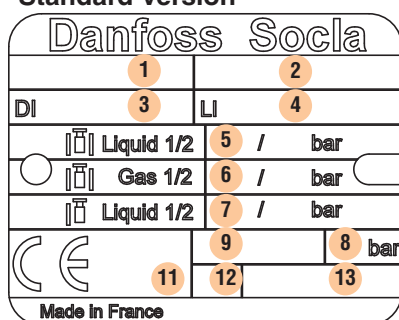 Standard version
Danfoss Socla
1 2
DI 3 LI 4
Liquid 1/2 5 / bar
Gas 1/2 6 / bar
Liquid 1/2 7 / bar
9 8 bar
CE 11 12 13
Made in France